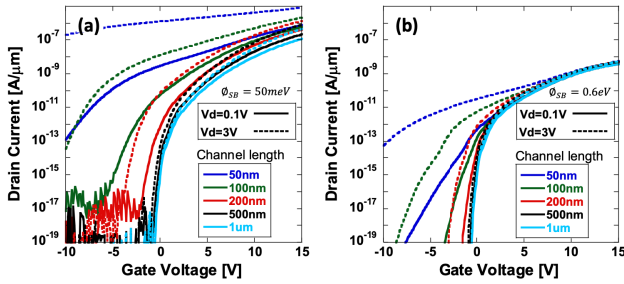 (a)
Drain Current [A/μm]
10⁻⁷
10⁻⁹
10⁻¹¹
10⁻¹³
10⁻¹⁵
10⁻¹⁷
10⁻¹⁹
∅SB = 50meV
Vd=0.1V
Vd=3V
Channel length
50nm
100nm
200nm
500nm
1um
-10 -5 0 5 10 15
Gate Voltage [V]
(b)
Drain Current [A/μm]
10⁻⁷
10⁻⁹
10⁻¹¹
10⁻¹³
10⁻¹⁵
10⁻¹⁷
10⁻¹⁹
∅SB = 0.6eV
Vd=0.1V
Vd=3V
Channel length
50nm
100nm
200nm
500nm
1um
-10 -5 0 5 10 15
Gate Voltage [V]